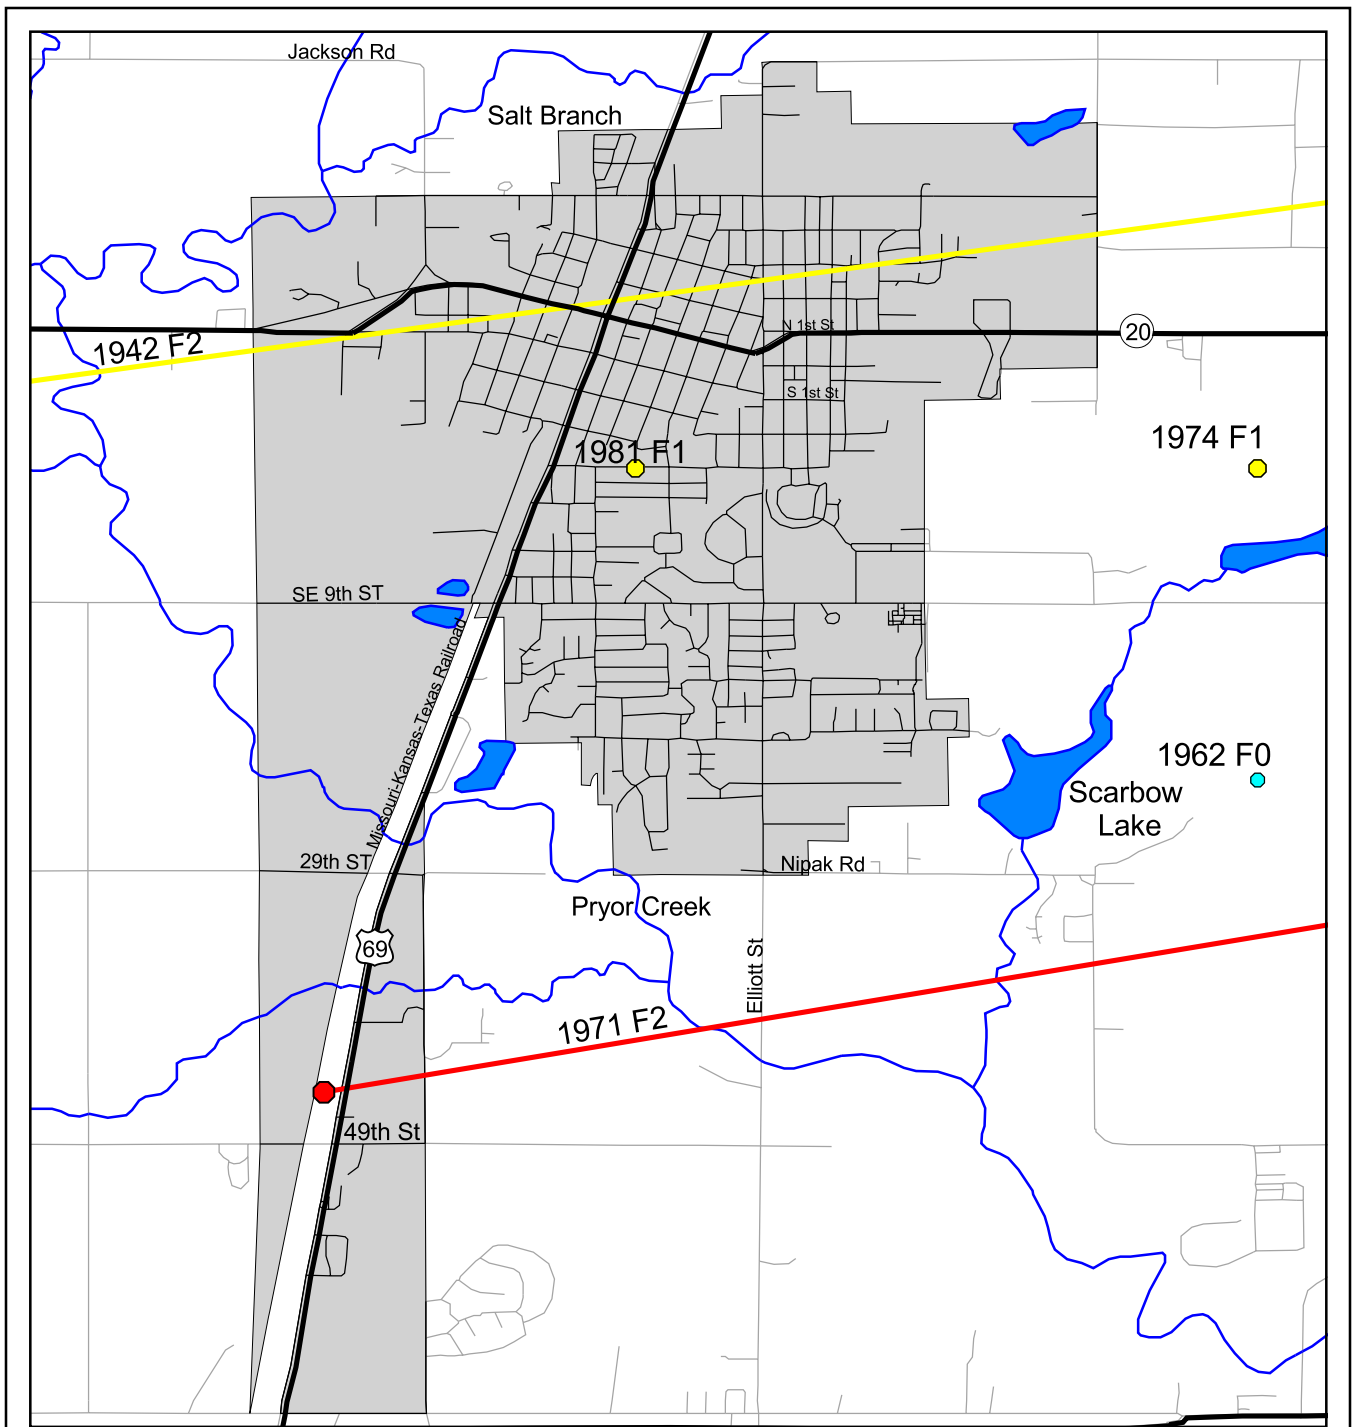 Jackson Rd
Salt Branch
N 1st St
20
1942 F2
S 1st St
1981 F1
1974 F1
SE 9th ST
Missouri-Kansas-Texas Railroad
1962 F0
Scarbow
Lake
29th ST
Nipak Rd
Pryor Creek
69
Elliott St
1971 F2
49th St